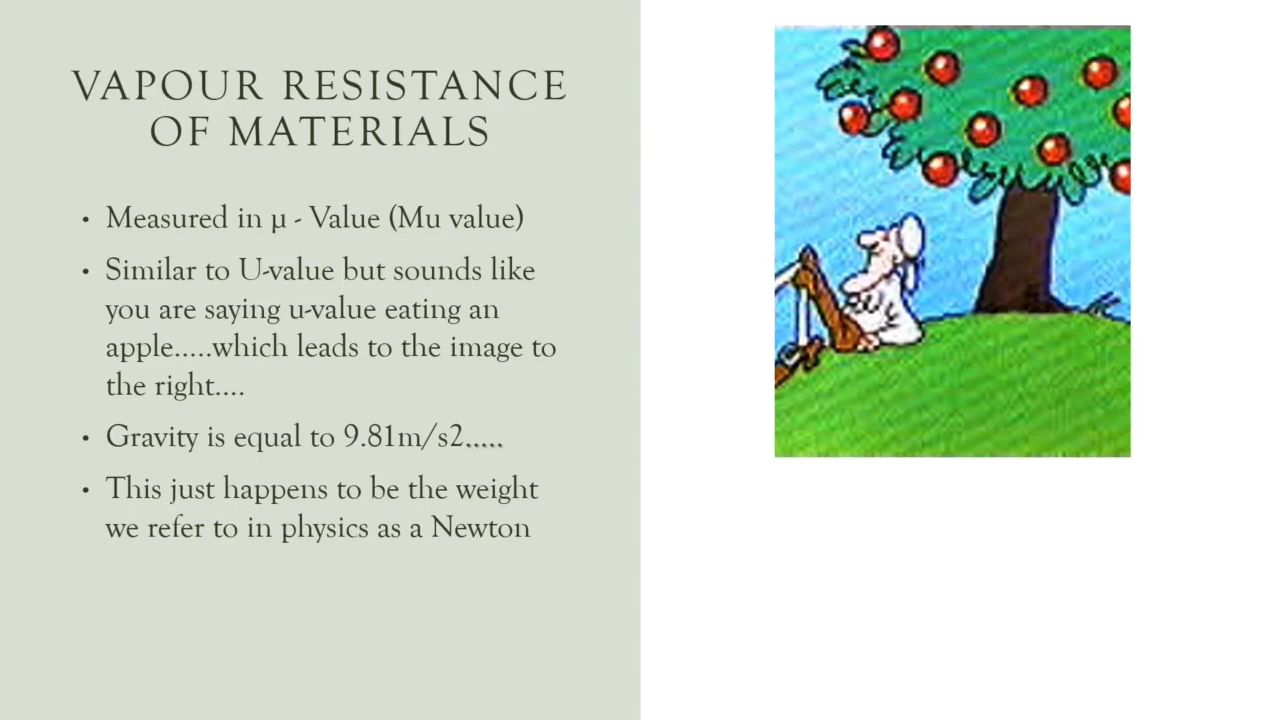 VAPOUR RESISTANCE
OF MATERIALS
• Measured in µ - Value (Mu value)
• Similar to U-value but sounds like
you are saying u-value eating an
apple.....which leads to the image to
the right....
• Gravity is equal to 9.81m/s2.....
• This just happens to be the weight
we refer to in physics as a Newton